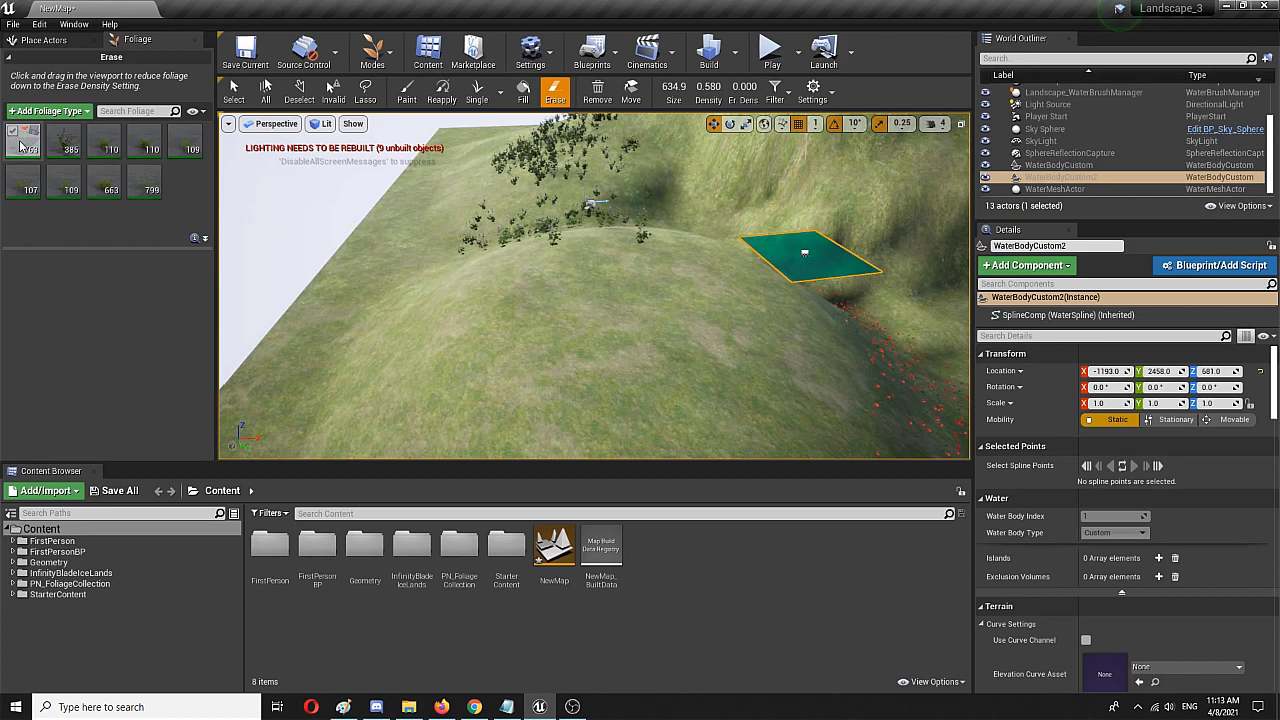 NewMap*
Landscape_3
File Edit Window Help
Place Actors
Foliage
Erase
Click and drag in the viewport to reduce foliage
down to the Erase Density Setting.
+Add Foliage Type
Search Foliage
385
110
110
109
107
109
663
799
Save Current
Source Control
Modes
Content
Marketplace
Settings
Blueprints
Cinematics
Build
Play
Launch
Select
All
Deselect
Invalid
Lasso
Paint
Reapply
Single
Fill
Erase
Remove
Move
634.9
Size
0.580
Density
0.00
Er. Dens
Filter
Settings
Perspective
Lit
Show
10°
0.25
4
LIGHTING NEEDS TO BE REBUILT (9 unbuilt objects)
'DisableAllScreenMessages' to suppress
World Outliner
Search...
Label Type
Landscape_WaterBrushManager WaterBrushManager
Light Source DirectionalLight
Player Start PlayerStart
Sky Sphere Edit BP_Sky_Sphere
SkyLight SkyLight
SphereReflectionCapture SphereReflectionCapt
WaterBodyCustom WaterBodyCustom
WaterBodyCustom2 WaterBodyCustom
WaterMeshActor WaterMeshActor
13 actors (1 selected)
View Options
Details
WaterBodyCustom2
+Add Component
Blueprint/Add Script
Search Components
WaterBodyCustom2(Instance)
SplineComp (WaterSpline) (Inherited)
Search Details
Transform
Location X -1193.0 Y 2458.0 Z 681.0
Rotation X 0.0° Y 0.0° Z 0.0°
Scale X 1.0 Y 1.0 Z 1.0
Mobility Static Stationary Movable
Selected Points
Select Spline Points
No spline points are selected.
Water
Water Body Index 1
Water Body Type Custom
Islands 0 Array elements
Exclusion Volumes 0 Array elements
Terrain
Curve Settings
Use Curve Channel
Elevation Curve Asset None None
Content Browser
Add/Import
Save All
Content
Search Paths
Filters
Search Content
Content
FirstPerson
FirstPersonBP
Geometry
InfinityBladeIceLands
PN_FoliageCollection
StarterContent
FirstPerson
FirstPerson
BP
Geometry
InfinityBlade
IceLands
PN_Foliage
Collection
Starter
Content
NewMap
Map Build
Data Registry
NewMap_
BuiltData
8 items
View Options
Type here to search
ENG
11:13 AM
4/8/2021